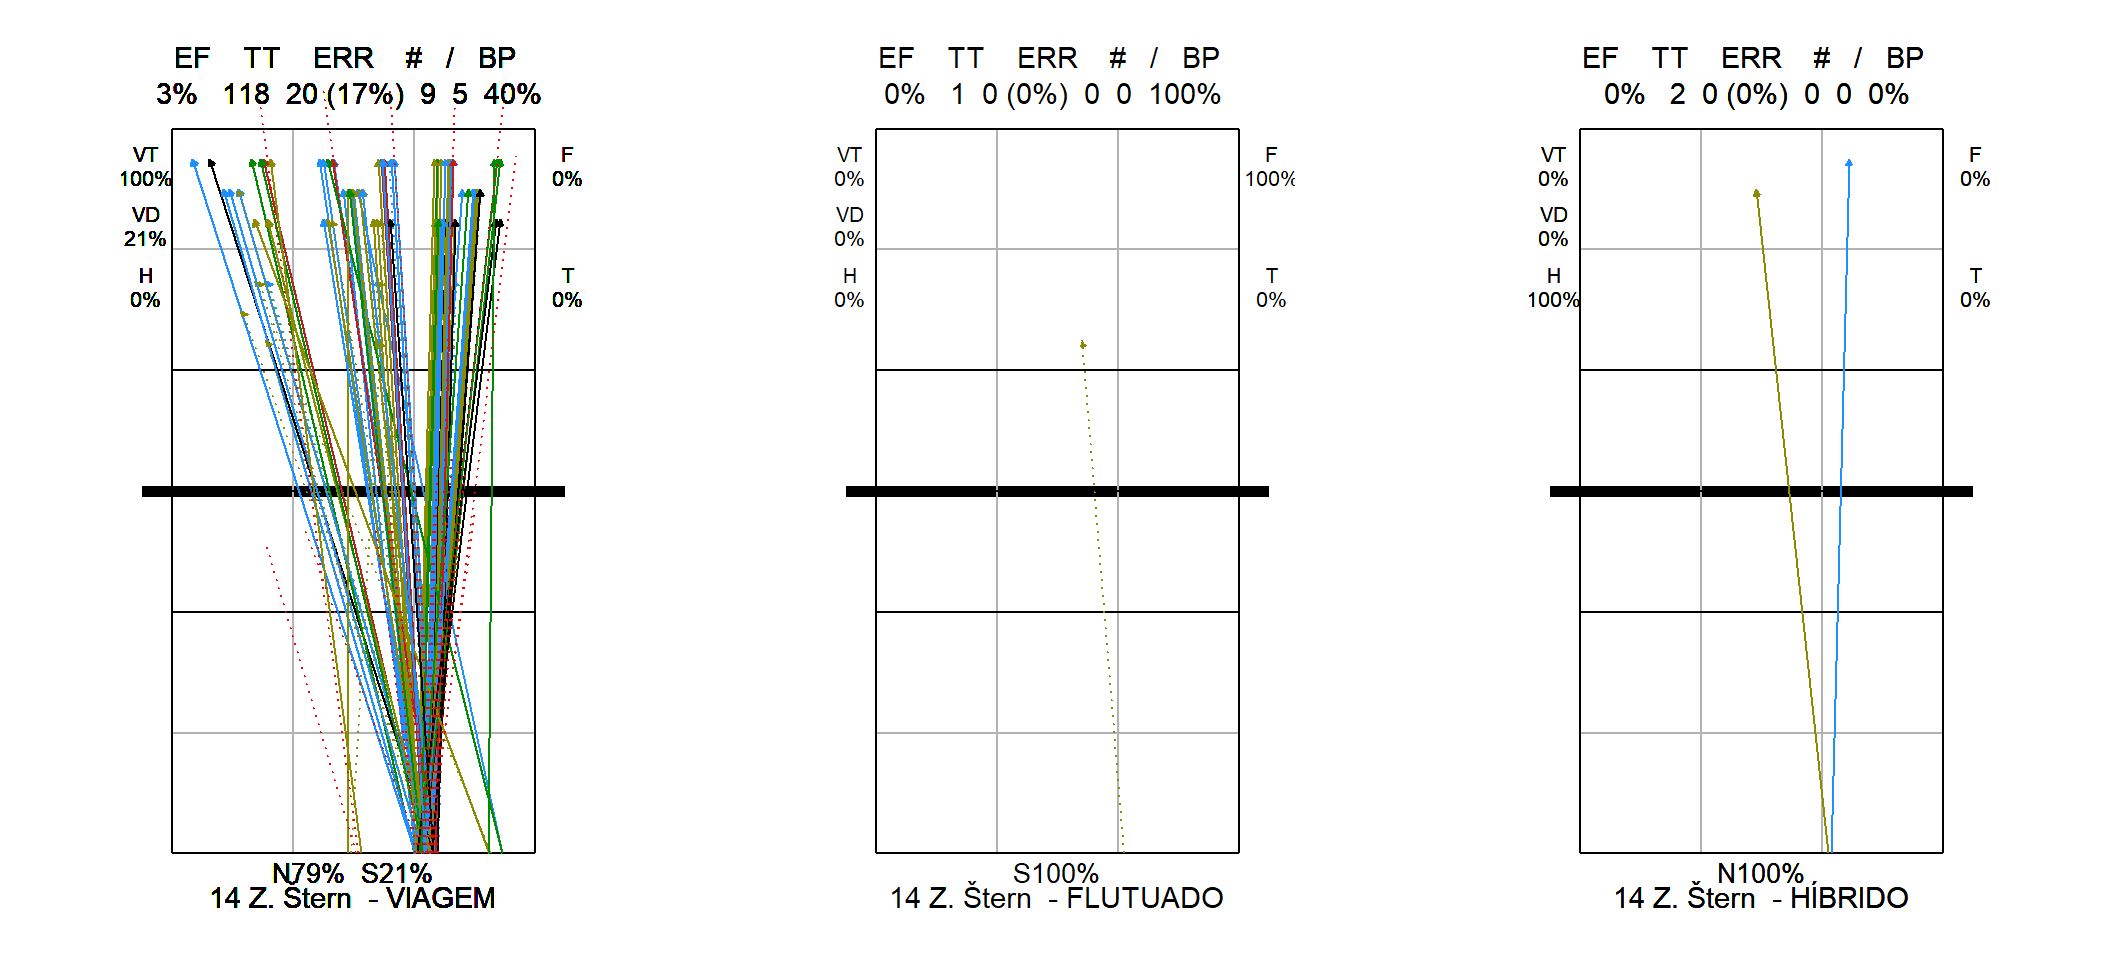 EF TT ERR # / BP
3% 118 20 (17%) 9 5 40%
VT
100%
VD
21%
H
0%
F
0%
T
0%
N79% S21%
14 Z. Štern - VIAGEM
EF TT ERR # / BP
0% 1 0 (0%) 0 0 100%
VT
0%
VD
0%
H
0%
F
100%
T
0%
S100%
14 Z. Štern - FLUTUADO
EF TT ERR # / BP
0% 2 0 (0%) 0 0 0%
VT
0%
VD
0%
H
100%
F
0%
T
0%
N100%
14 Z. Štern - HÍBRIDO